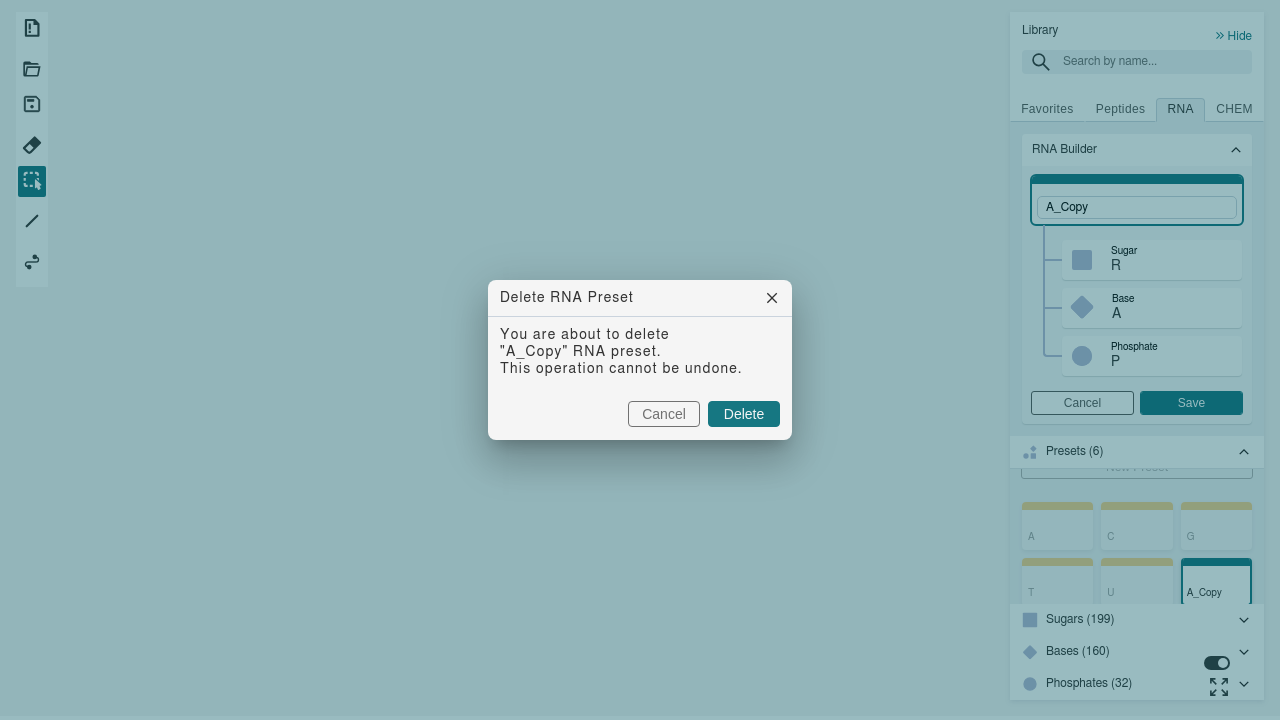 Library
Hide
Search by name...
Favorites
Peptides
RNA
CHEM
RNA Builder
A_Copy
Sugar
R
Base
A
Phosphate
P
Cancel
Save
Presets (6)
New Preset
A
C
G
T
U
A_Copy
Sugars (199)
Bases (160)
Phosphates (32)
Delete RNA Preset
You are about to delete
"A_Copy" RNA preset.
This operation cannot be undone.
Cancel
Delete